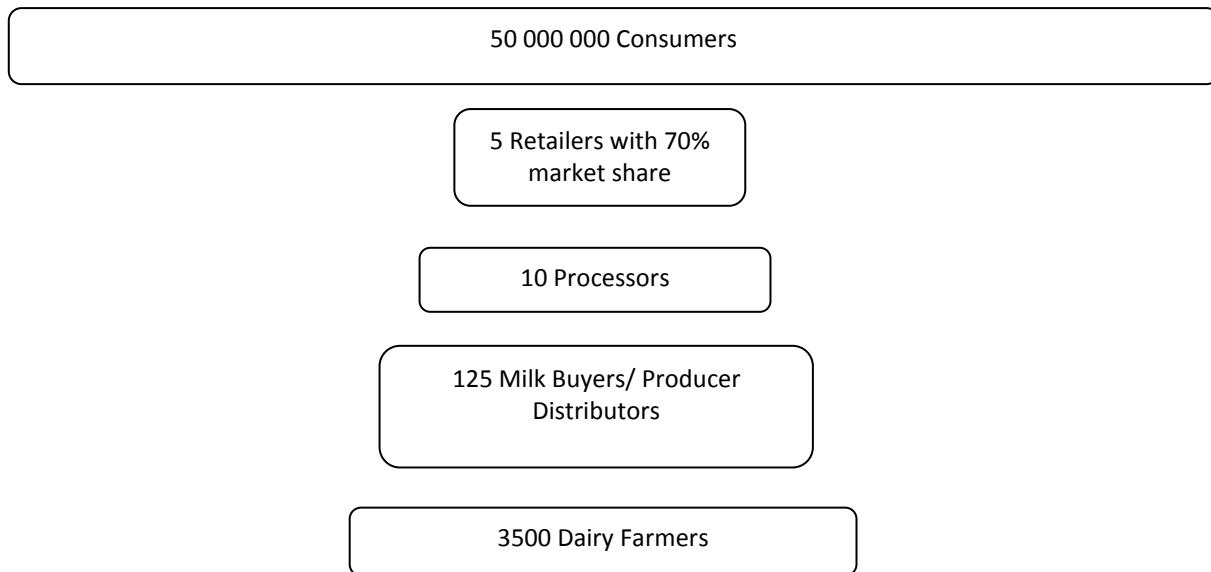 50 000 000 Consumers
5 Retailers with 70%
market share
10 Processors
125 Milk Buyers/ Producer
Distributors
3500 Dairy Farmers